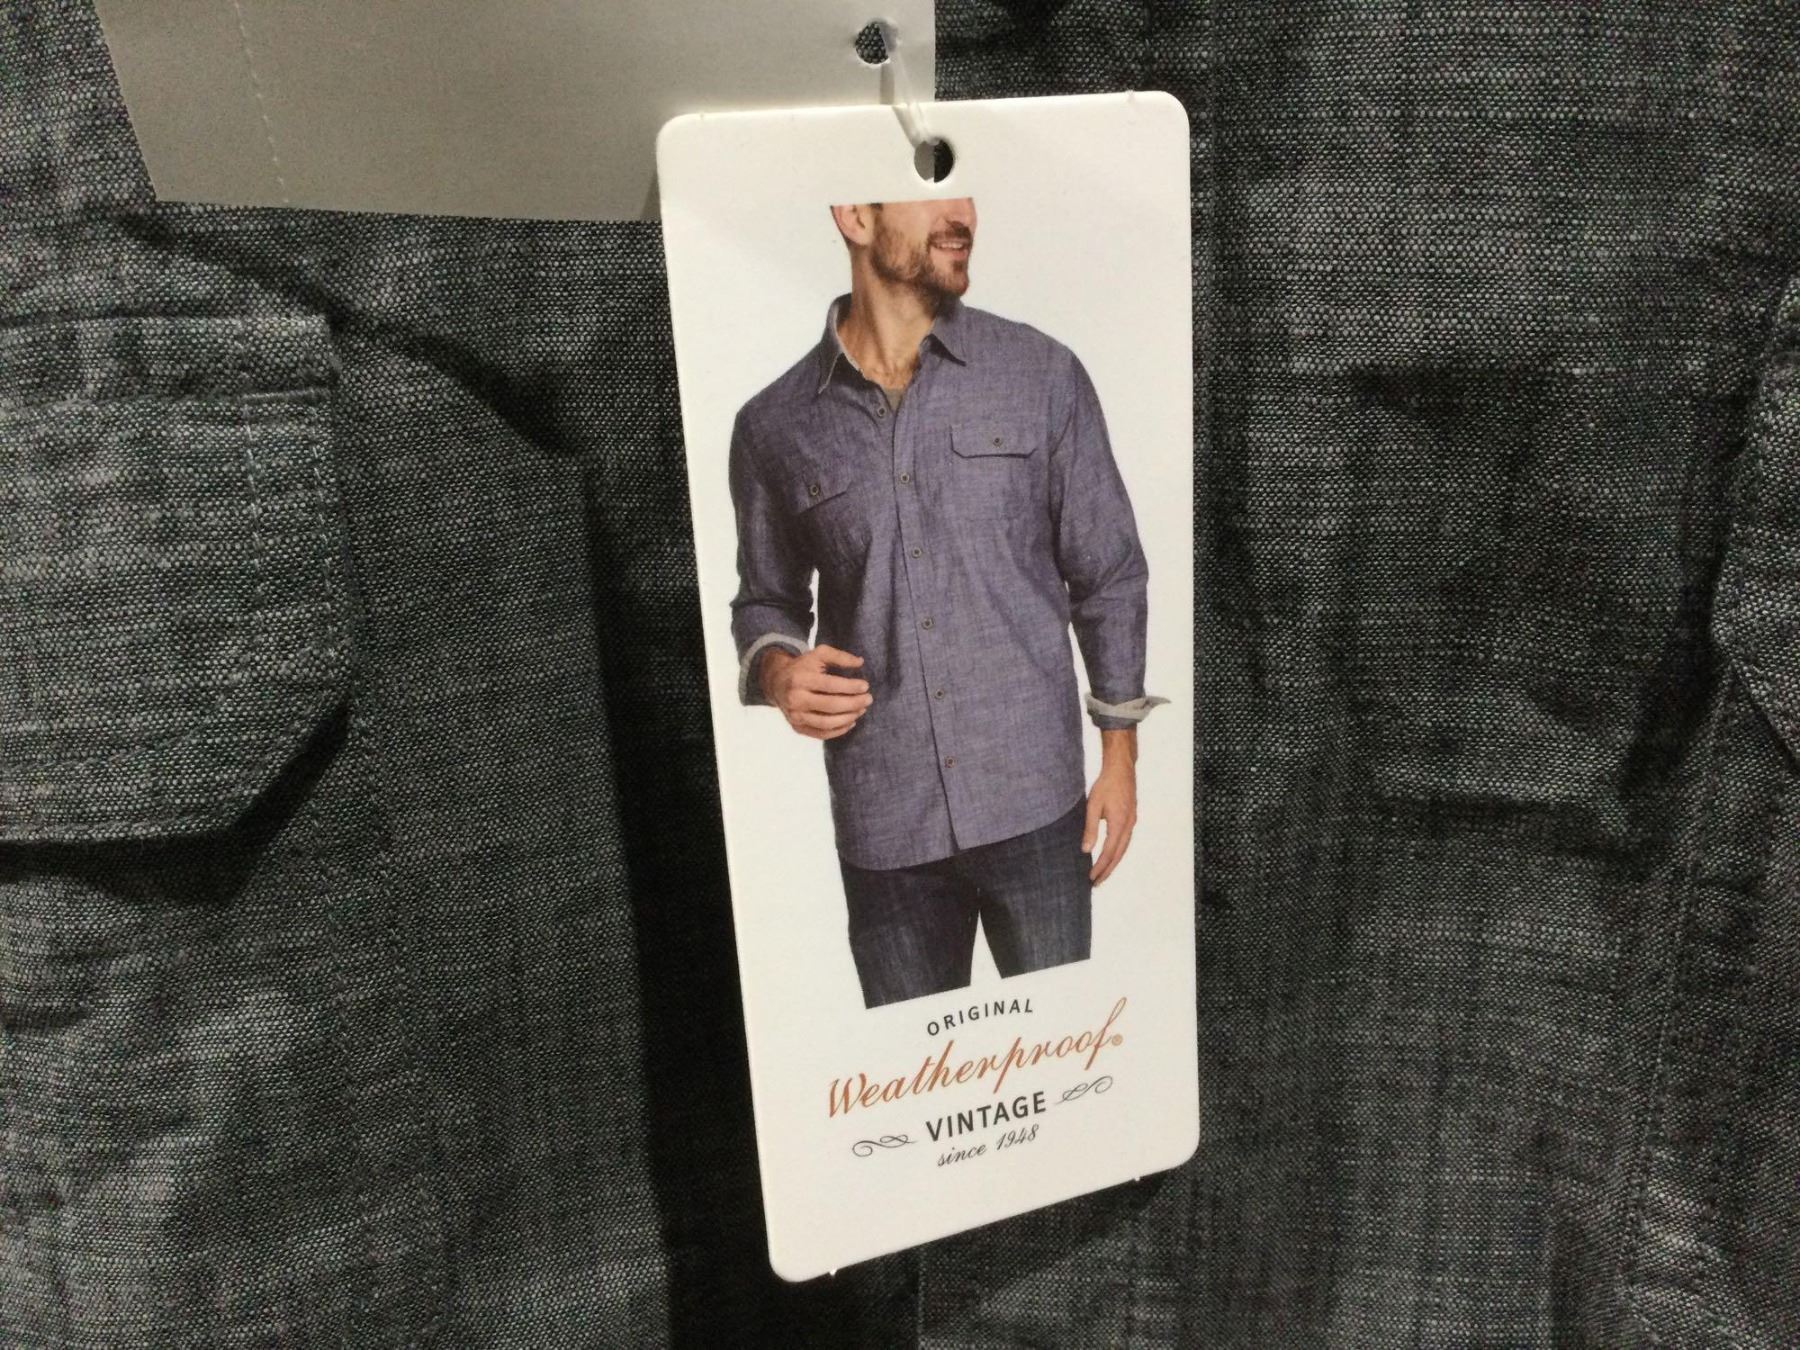 ORIGINAL
Weatherproof®
VINTAGE
since 1948